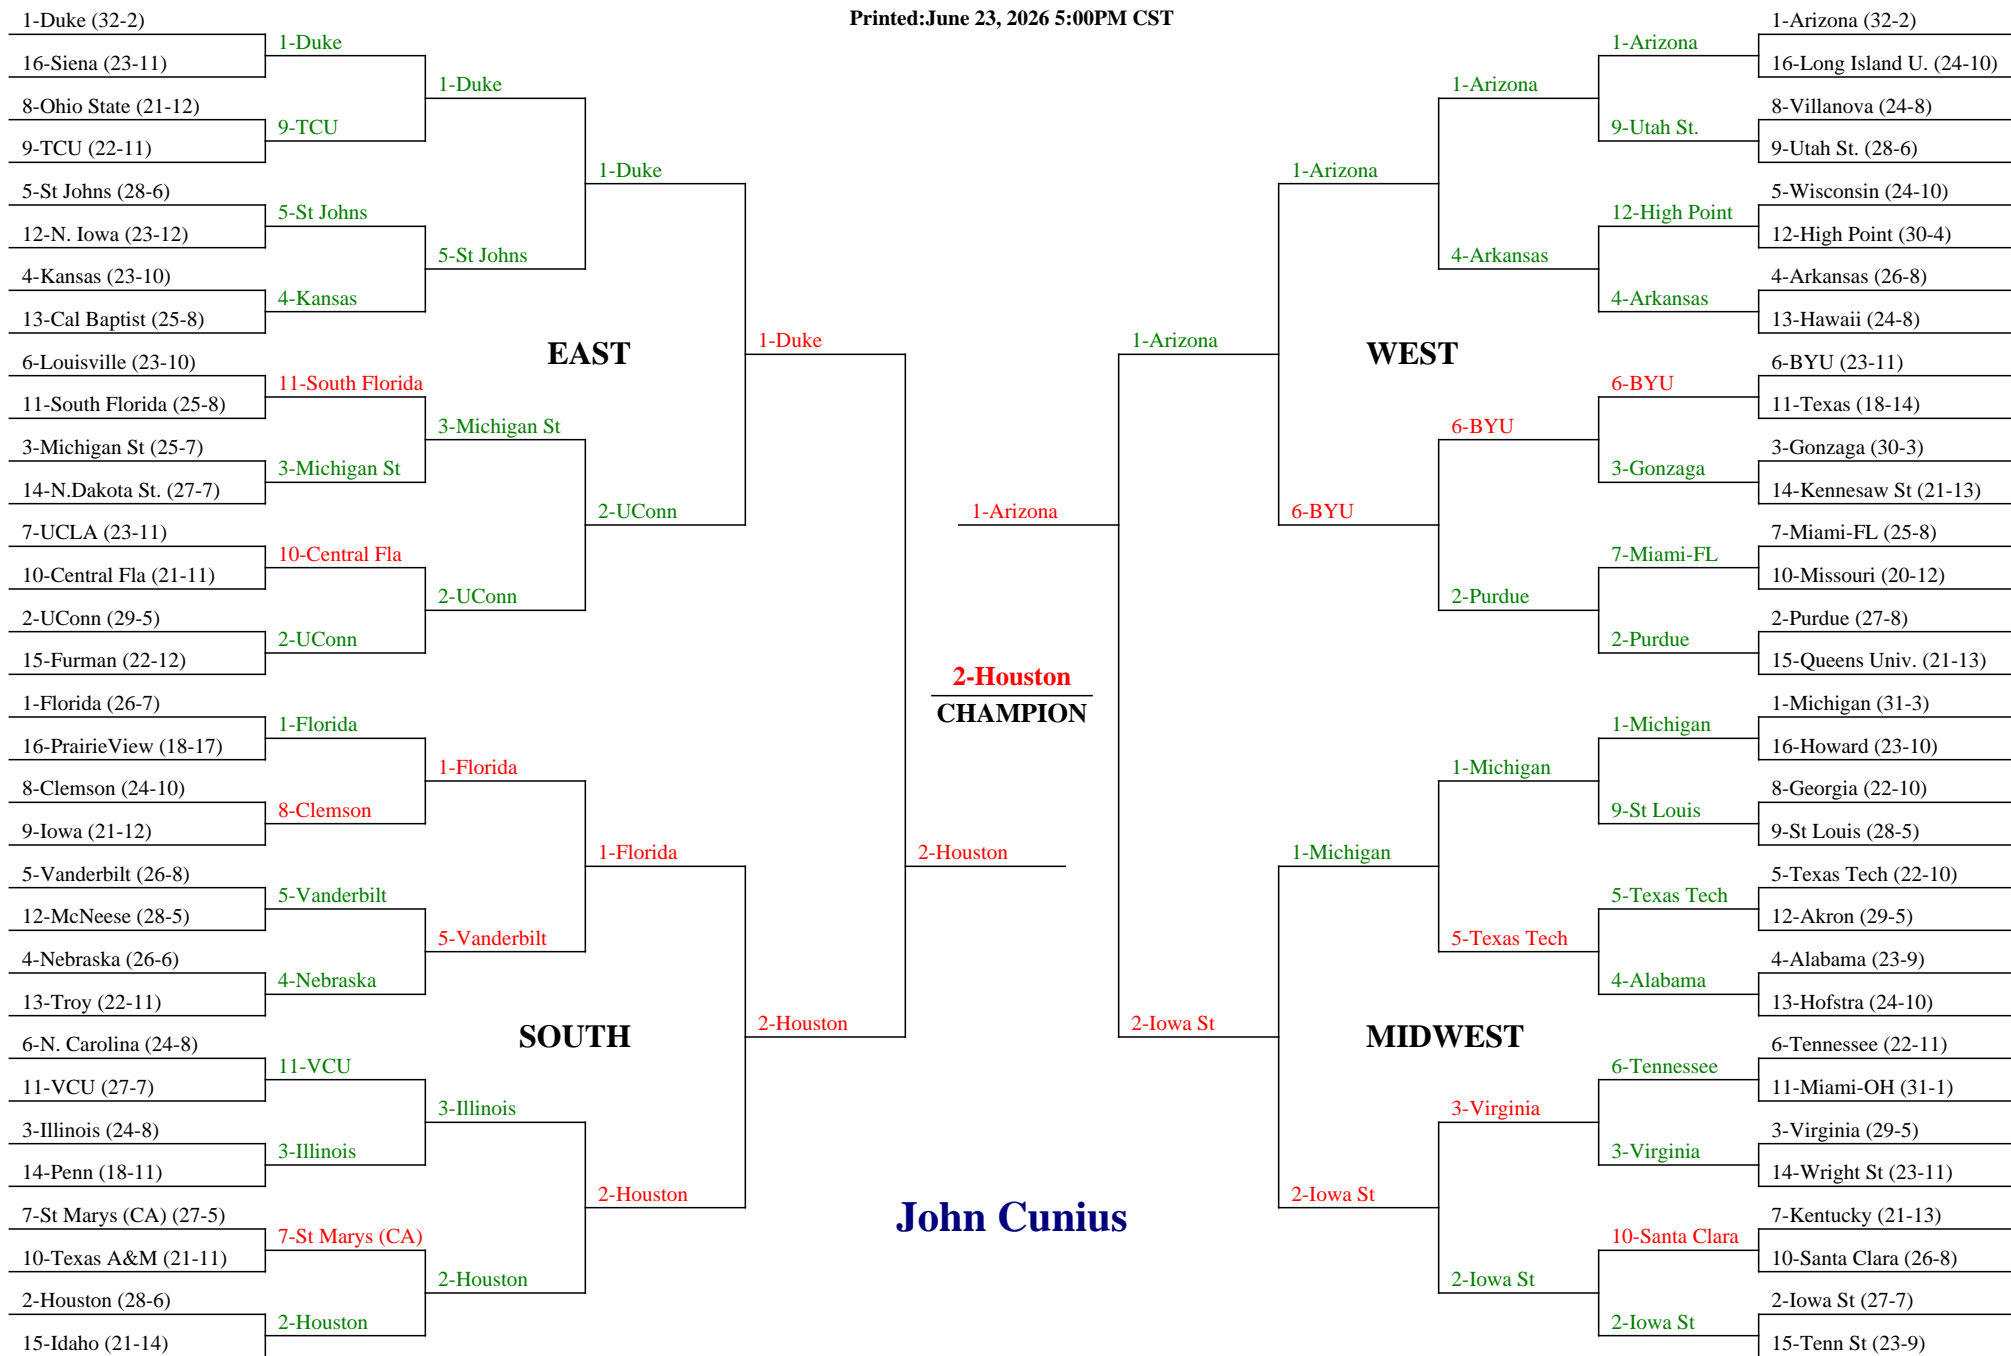 Printed:June 23, 2026 5:00PM CST
1-Duke (32-2)
16-Siena (23-11)
8-Ohio State (21-12)
9-TCU (22-11)
5-St Johns (28-6)
12-N. Iowa (23-12)
4-Kansas (23-10)
13-Cal Baptist (25-8)
6-Louisville (23-10)
11-South Florida (25-8)
3-Michigan St (25-7)
14-N.Dakota St. (27-7)
7-UCLA (23-11)
10-Central Fla (21-11)
2-UConn (29-5)
15-Furman (22-12)
1-Florida (26-7)
16-PrairieView (18-17)
8-Clemson (24-10)
9-Iowa (21-12)
5-Vanderbilt (26-8)
12-McNeese (28-5)
4-Nebraska (26-6)
13-Troy (22-11)
6-N. Carolina (24-8)
11-VCU (27-7)
3-Illinois (24-8)
14-Penn (18-11)
7-St Marys (CA) (27-5)
10-Texas A&M (21-11)
2-Houston (28-6)
15-Idaho (21-14)
1-Duke
9-TCU
5-St Johns
4-Kansas
11-South Florida
3-Michigan St
10-Central Fla
2-UConn
1-Florida
8-Clemson
5-Vanderbilt
4-Nebraska
11-VCU
3-Illinois
7-St Marys (CA)
2-Houston
1-Duke
5-St Johns
3-Michigan St
2-UConn
1-Florida
5-Vanderbilt
3-Illinois
2-Houston
1-Duke
2-UConn
1-Florida
2-Houston
EAST
SOUTH
1-Duke
2-Houston
2-Houston
1-Arizona
2-Houston
CHAMPION
John Cunius
1-Arizona
2-Iowa St
WEST
MIDWEST
1-Arizona
6-BYU
1-Michigan
2-Iowa St
1-Arizona
4-Arkansas
6-BYU
2-Purdue
1-Michigan
5-Texas Tech
3-Virginia
2-Iowa St
1-Arizona
9-Utah St.
12-High Point
4-Arkansas
6-BYU
3-Gonzaga
7-Miami-FL
2-Purdue
1-Michigan
9-St Louis
5-Texas Tech
4-Alabama
6-Tennessee
3-Virginia
10-Santa Clara
2-Iowa St
1-Arizona (32-2)
16-Long Island U. (24-10)
8-Villanova (24-8)
9-Utah St. (28-6)
5-Wisconsin (24-10)
12-High Point (30-4)
4-Arkansas (26-8)
13-Hawaii (24-8)
6-BYU (23-11)
11-Texas (18-14)
3-Gonzaga (30-3)
14-Kennesaw St (21-13)
7-Miami-FL (25-8)
10-Missouri (20-12)
2-Purdue (27-8)
15-Queens Univ. (21-13)
1-Michigan (31-3)
16-Howard (23-10)
8-Georgia (22-10)
9-St Louis (28-5)
5-Texas Tech (22-10)
12-Akron (29-5)
4-Alabama (23-9)
13-Hofstra (24-10)
6-Tennessee (22-11)
11-Miami-OH (31-1)
3-Virginia (29-5)
14-Wright St (23-11)
7-Kentucky (21-13)
10-Santa Clara (26-8)
2-Iowa St (27-7)
15-Tenn St (23-9)